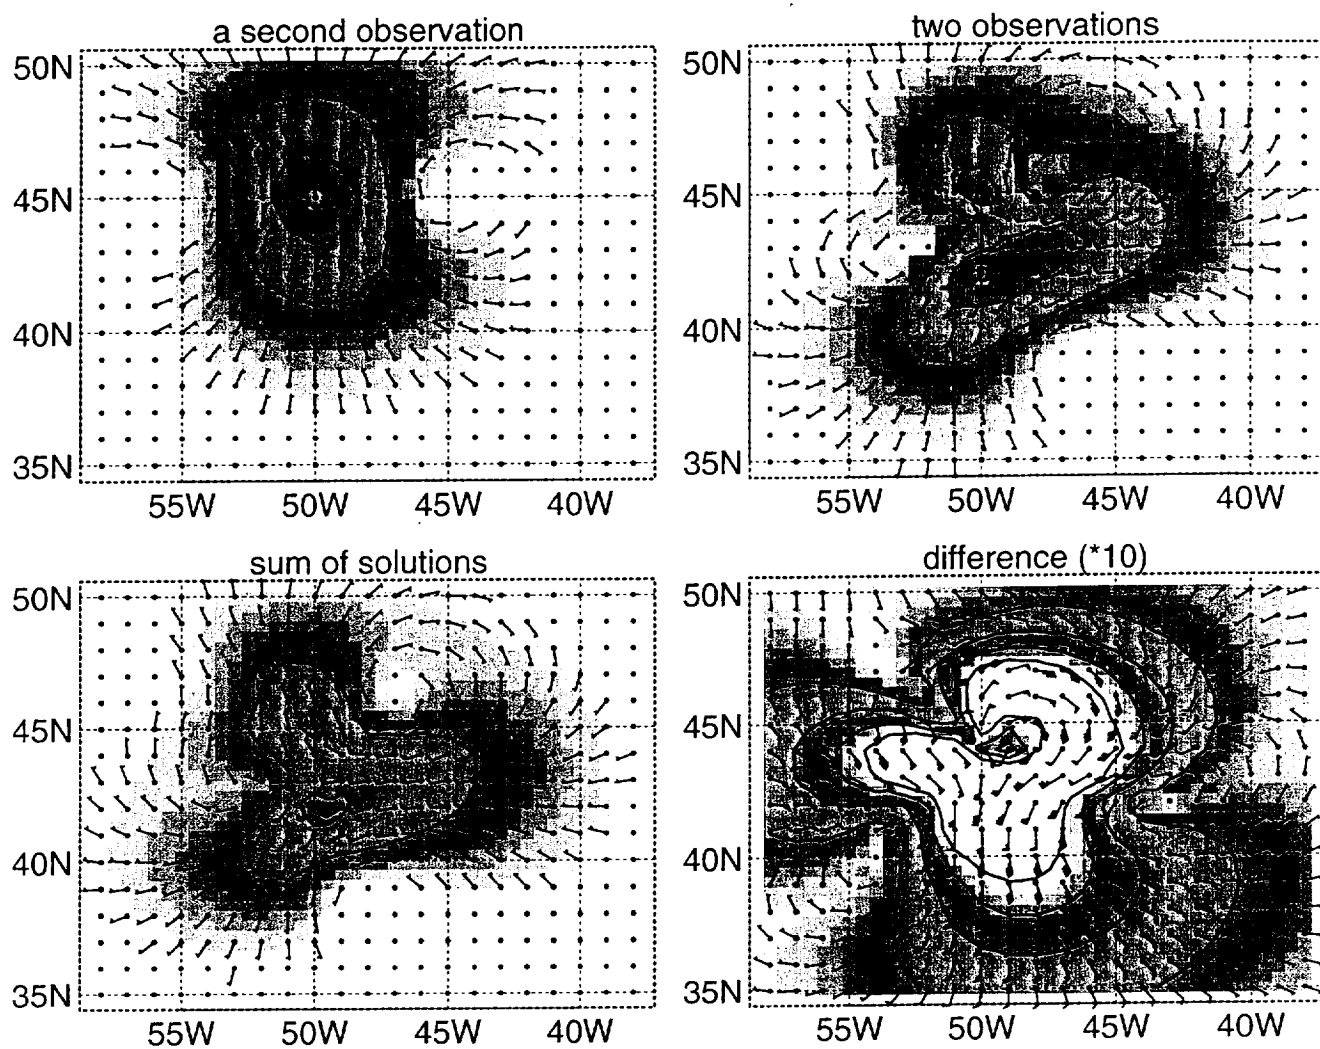 a second observation
50N
45N
40N
35N
55W 50W 45W 40W
two observations
50N
45N
40N
35N
55W 50W 45W 40W
sum of solutions
50N
45N
40N
35N
55W 50W 45W 40W
difference (*10)
50N
45N
40N
35N
55W 50W 45W 40W